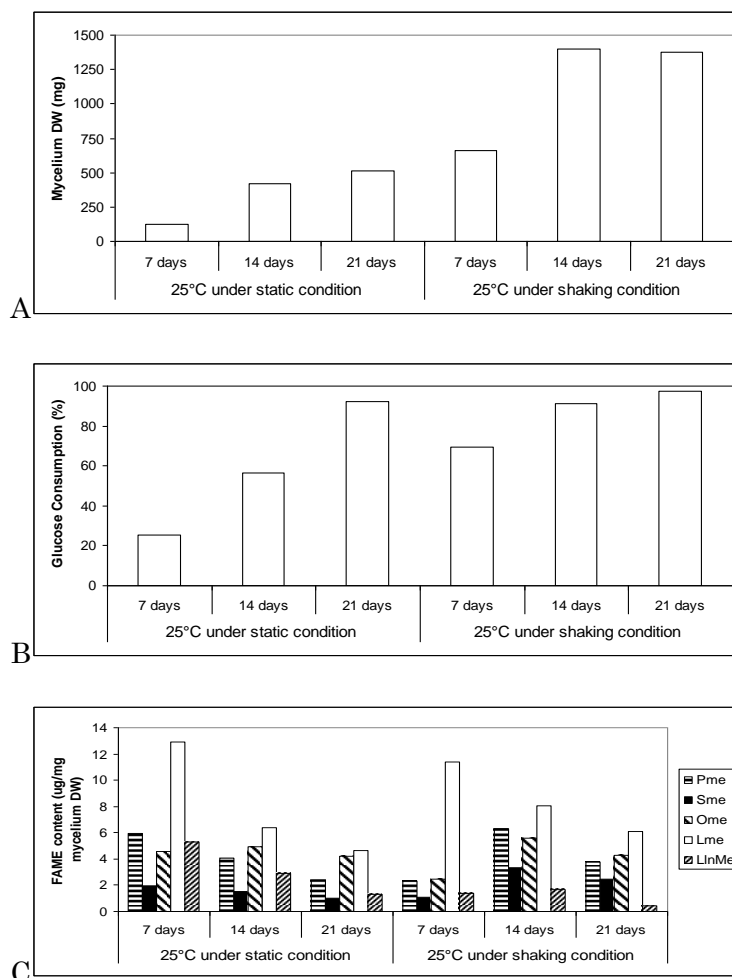 Mycelium DW (mg)
1500
1250
1000
750
500
250
0
7 days 14 days 21 days 7 days 14 days 21 days
25°C under static condition 25°C under shaking condition
A
Glucose Consumption (%)
100
80
60
40
20
0
7 days 14 days 21 days 7 days 14 days 21 days
25°C under static condition 25°C under shaking condition
B
FAME content (ug/mg
mycelium DW)
14
12
10
8
6
4
2
0
7 days 14 days 21 days 7 days 14 days 21 days
25°C under static condition 25°C under shaking condition
Pme
Sme
Ome
Lme
LlnMe
C